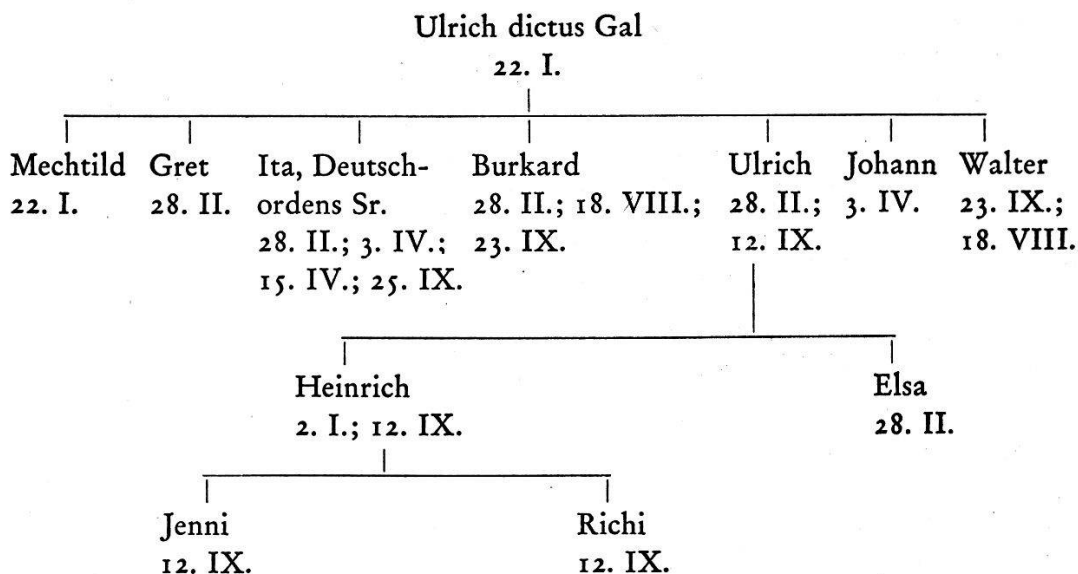 Ulrich dictus Gal
22. I.
Mechtild Gret Ita, Deutsch- Burkard Ulrich Johann Walter
22. I. 28. II. ordens Sr. 28. II.; 18. VIII.; 28. II.; 3. IV. 23. IX.;
28. II.; 3. IV.; 23. IX. 12. IX. 18. VIII.
15. IV.; 25. IX.
Heinrich Elsa
2. I.; 12. IX. 28. II.
Jenni Richi
12. IX. 12. IX.